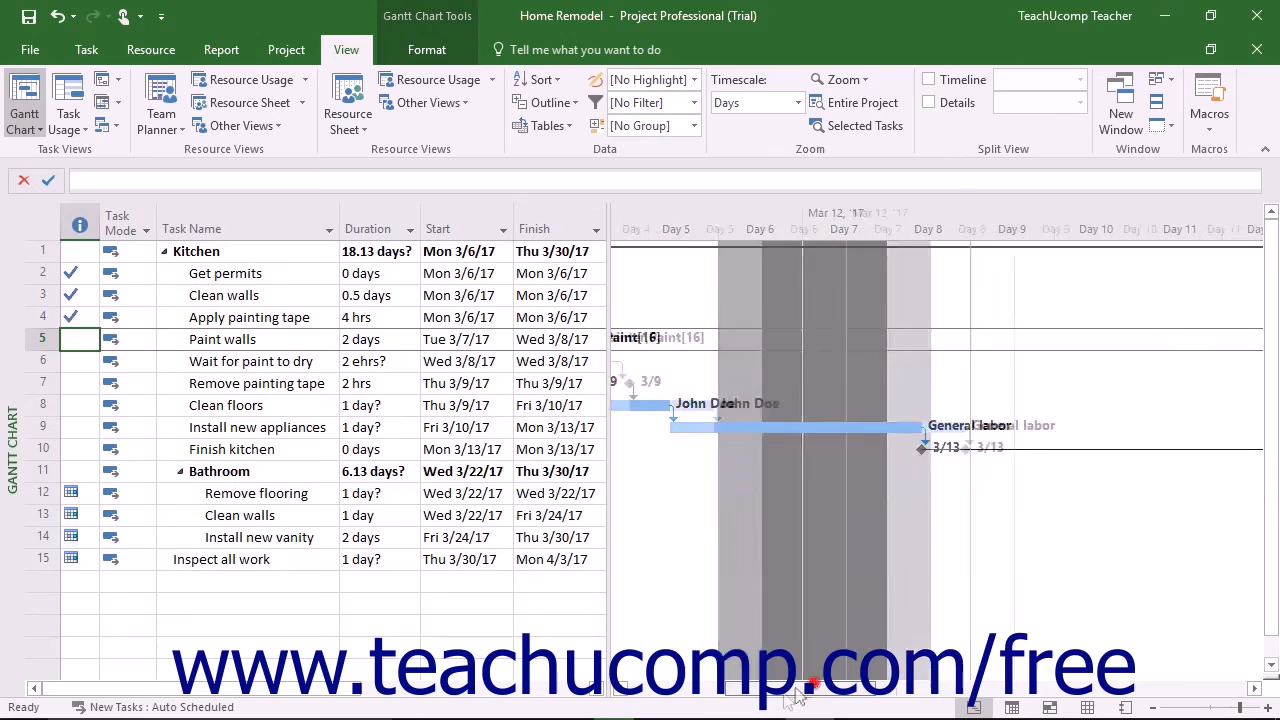 Gantt Chart Tools
Home Remodel - Project Professional (Trial)
TeachUcomp Teacher
File Task Resource Report Project View Format Tell me what you want to do
Gantt Chart
Task Usage
Team Planner
Resource Usage
Resource Sheet
Other Views
Resource Sheet
Resource Usage
Other Views
Sort
Outline
Tables
[No Highlight]
[No Filter]
[No Group]
Timescale:
Days
Zoom
Entire Project
Selected Tasks
Timeline
Details
New Window
Macros
Task Views Resource Views Resource Views Data Zoom Split View Window Macros
Task Mode Task Name Duration Start Finish
Mar 12, '17 Mar 12, '17
Day 4 Day 5 Day 6 Day 7 Day 8 Day 9 Day 10 Day 11
1 Kitchen 18.13 days? Mon 3/6/17 Thu 3/30/17
2 Get permits 0 days Mon 3/6/17 Mon 3/6/17
3 Clean walls 0.5 days Mon 3/6/17 Mon 3/6/17
4 Apply painting tape 4 hrs Mon 3/6/17 Mon 3/6/17
5 Paint walls 2 days Tue 3/7/17 Wed 3/8/17 Paint[16] Paint[16]
6 Wait for paint to dry 2 ehrs? Wed 3/8/17 Wed 3/8/17
7 Remove painting tape 2 hrs Thu 3/9/17 Thu 3/9/17 9 3/9
8 Clean floors 1 day? Thu 3/9/17 Fri 3/10/17 John Doe John Doe
9 Install new appliances 1 day? Fri 3/10/17 Mon 3/13/17 General labor General labor
10 Finish kitchen 0 days Mon 3/13/17 Mon 3/13/17 3/13 3/13
11 Bathroom 6.13 days? Wed 3/22/17 Thu 3/30/17
12 Remove flooring 1 day? Wed 3/22/17 Wed 3/22/17
13 Clean walls 1 day Wed 3/22/17 Fri 3/24/17
14 Install new vanity 2 days Fri 3/24/17 Thu 3/30/17
15 Inspect all work 1 day? Thu 3/30/17 Mon 4/3/17
GANTT CHART
www.teachucomp.com/free
Ready New Tasks : Auto Scheduled